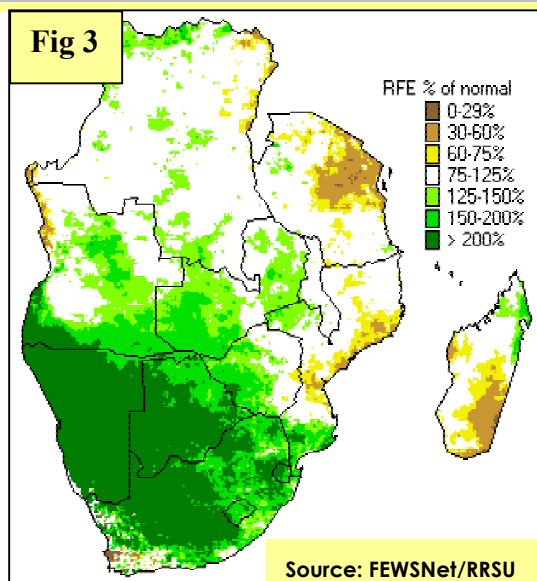 Fig 3
RFE % of normal
0-29%
30-60%
60-75%
75-125%
125-150%
150-200%
> 200%
Source: FEWSNet/RRSU